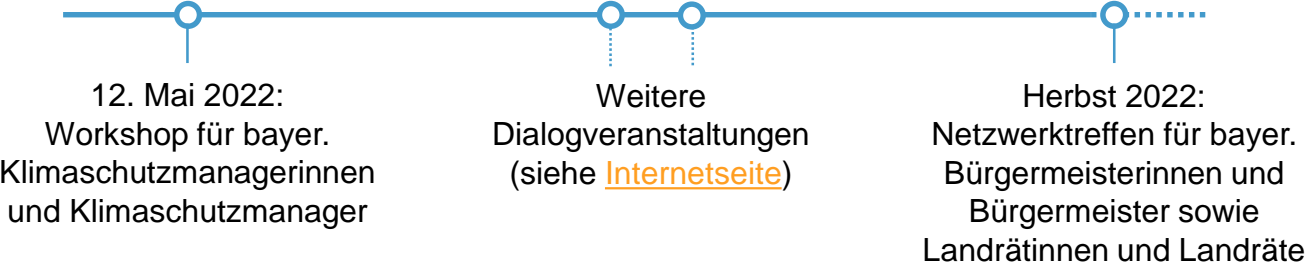 12. Mai 2022:
Workshop für bayer.
Klimaschutzmanagerinnen
und Klimaschutzmanager
Weitere
Dialogveranstaltungen
(siehe Internetseite)
Herbst 2022:
Netzwerktreffen für bayer.
Bürgermeisterinnen und
Bürgermeister sowie
Landrätinnen und Landräte